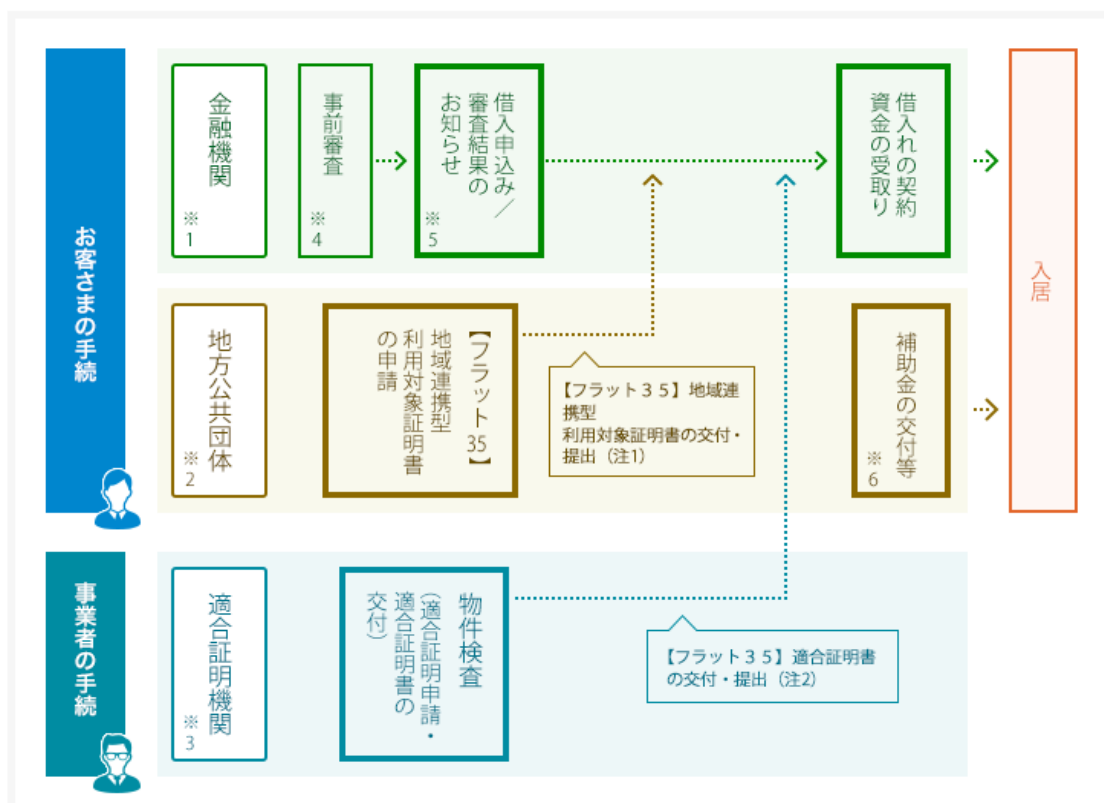 お客さまの手続
金融機関
※1
事前審査
※4
借入申込み／
審査結果の
お知らせ
※5
借入れの契約
資金の受取り
入居
地方公共団体
※2
【フラット35】
地域連携型
利用対象証明書
の申請
【フラット３５】地域連
携型
利用対象証明書の交付・
提出（注1）
補助金の交付等
※6
事業者の手続
適合証明機関
※3
物件検査
（適合証明申請・
適合証明書の
交付）
【フラット３５】適合証明書
の交付・提出（注2）